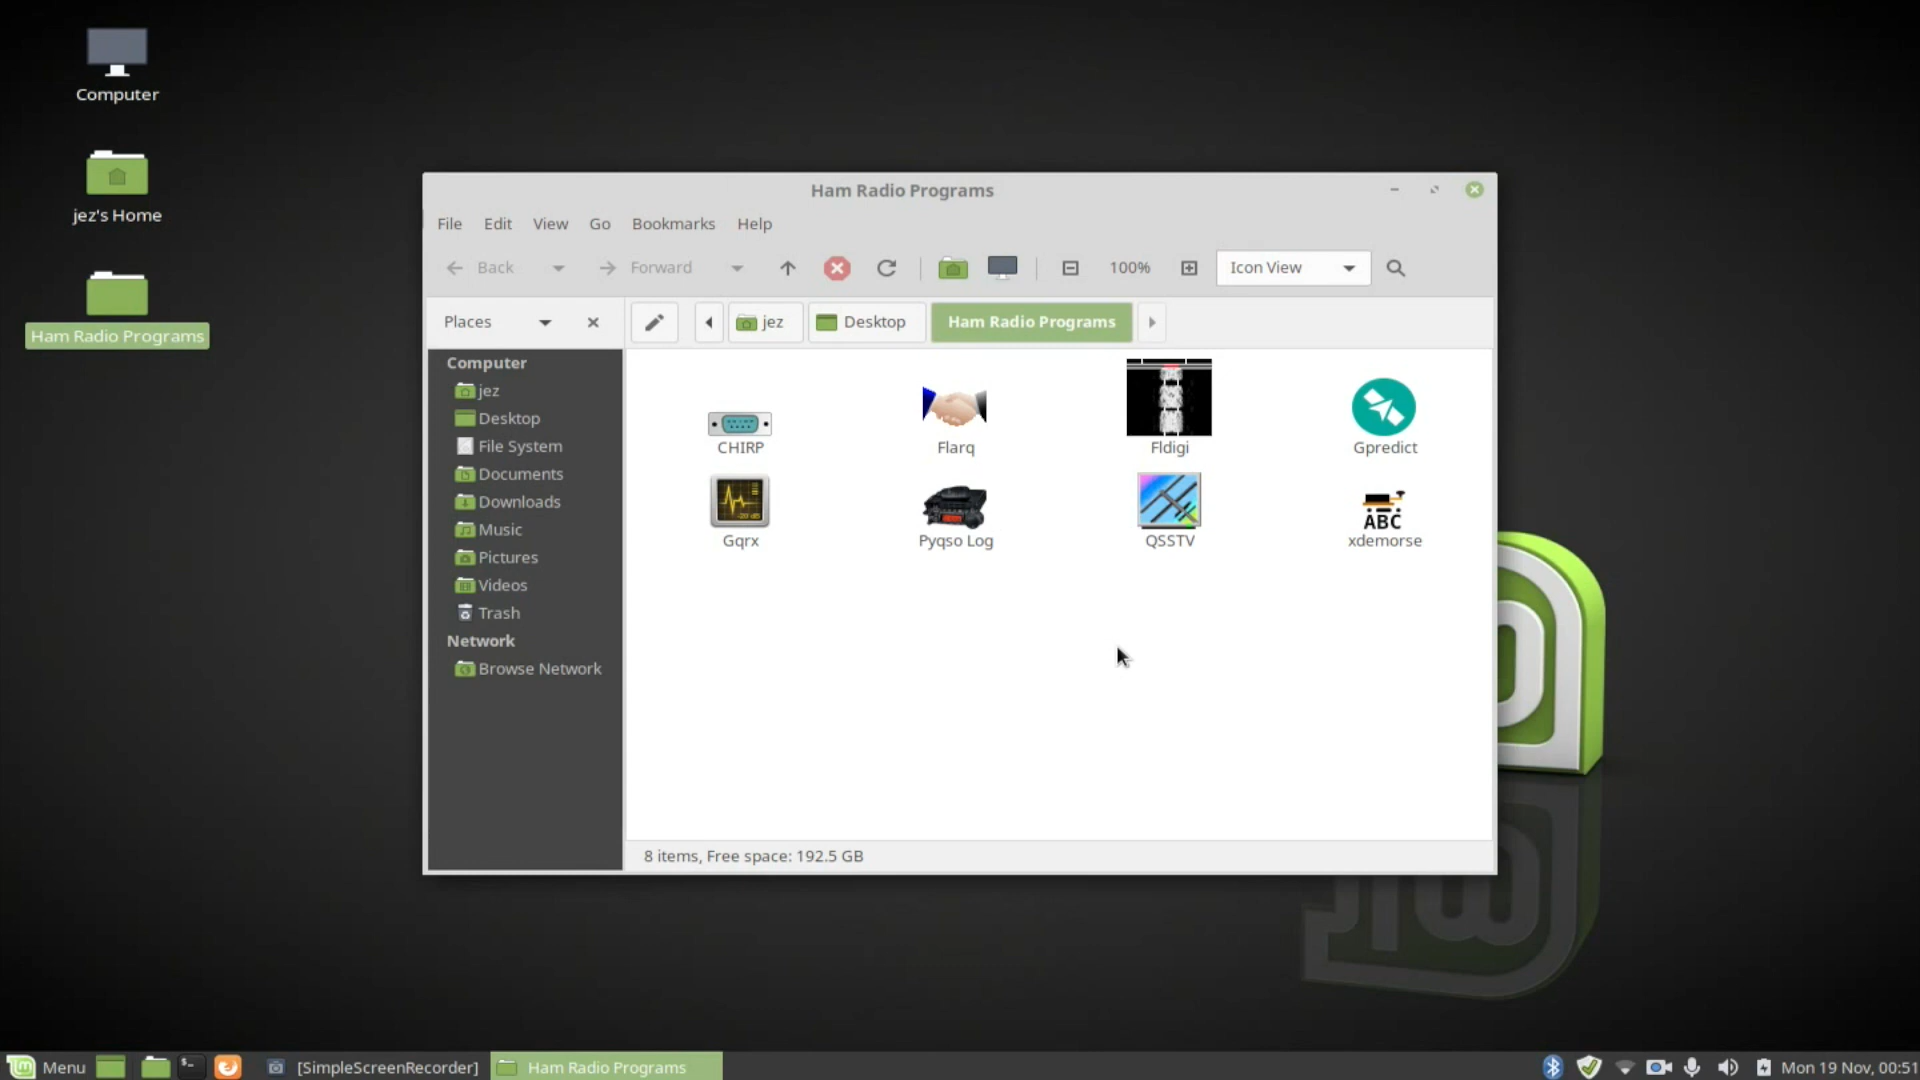 Computer
jez's Home
Ham Radio Programs
Ham Radio Programs
File Edit View Go Bookmarks Help
Back Forward 100% Icon View
Places jez Desktop Ham Radio Programs
Computer
jez
Desktop
File System
Documents
Downloads
Music
Pictures
Videos
Trash
Network
Browse Network
CHIRP Flarq Fldigi Gpredict
ABC
Gqrx Pyqso Log QSSTV xdemorse
8 items, Free space: 192.5 GB
Menu [SimpleScreenRecorder] Ham Radio Programs Mon 19 Nov, 00:51